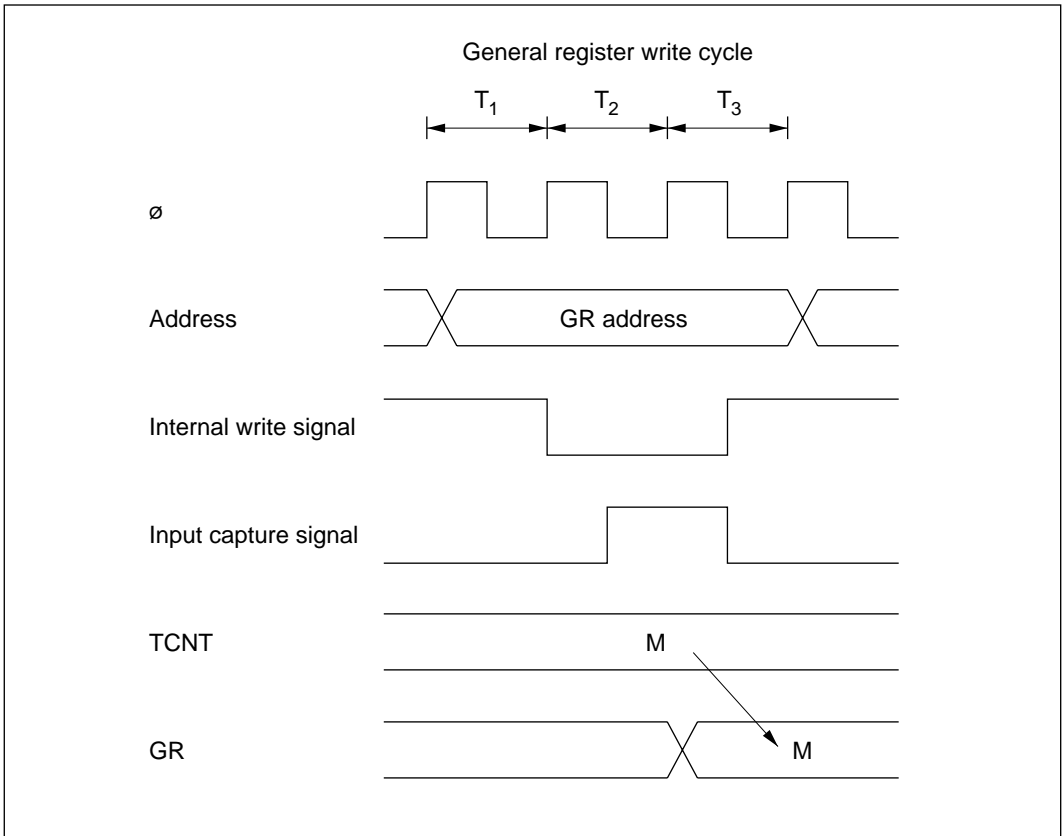 General register write cycle
T1 T2 T3
ø
Address GR address
Internal write signal
Input capture signal
TCNT M
GR M